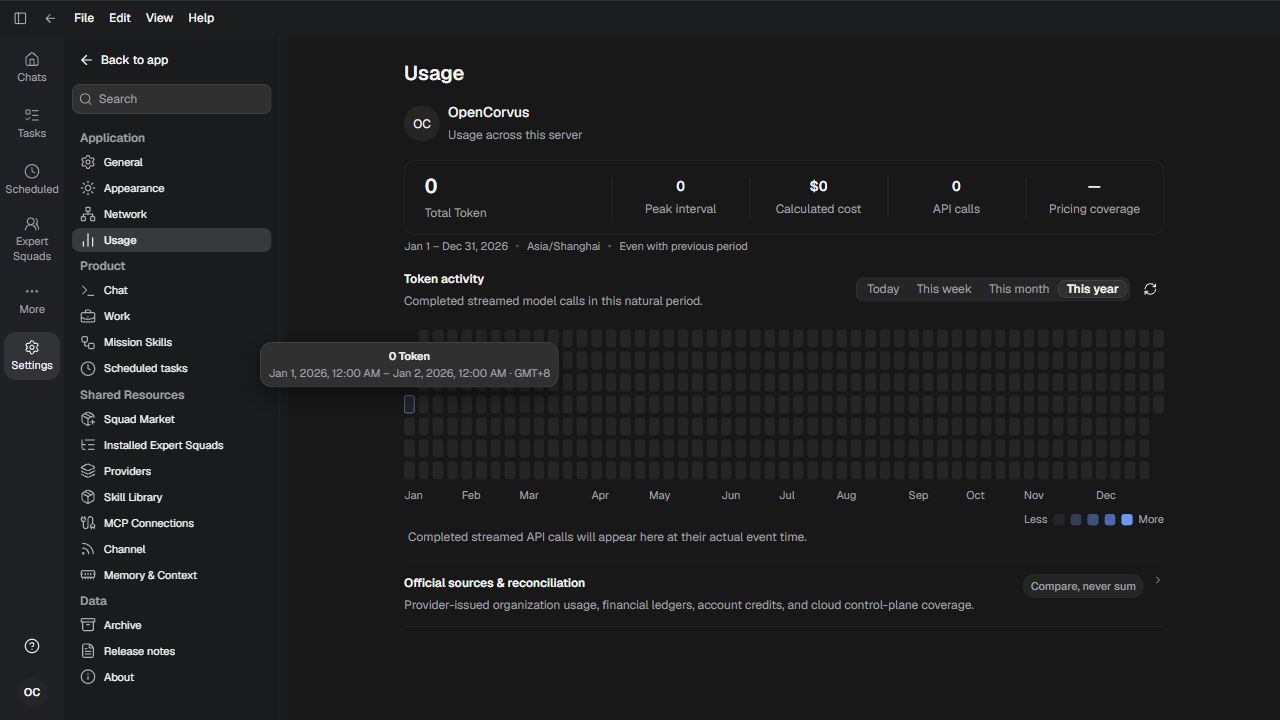 File Edit View Help
Chats
Tasks
Scheduled
Expert
Squads
More
Settings
OC
Back to app
Search
Application
General
Appearance
Network
Usage
Product
Chat
Work
Mission Skills
Scheduled tasks
Shared Resources
Squad Market
Installed Expert Squads
Providers
Skill Library
MCP Connections
Channel
Memory & Context
Data
Archive
Release notes
About
Usage
OC
OpenCorvus
Usage across this server
0 0 $0 0 —
Total Token Peak interval Calculated cost API calls Pricing coverage
Jan 1 – Dec 31, 2026 • Asia/Shanghai • Even with previous period
Token activity
Completed streamed model calls in this natural period.
Today This week This month This year
0 Token
Jan 1, 2026, 12:00 AM – Jan 2, 2026, 12:00 AM · GMT+8
Jan Feb Mar Apr May Jun Jul Aug Sep Oct Nov Dec
Less More
Completed streamed API calls will appear here at their actual event time.
Official sources & reconciliation
Provider-issued organization usage, financial ledgers, account credits, and cloud control-plane coverage.
Compare, never sum